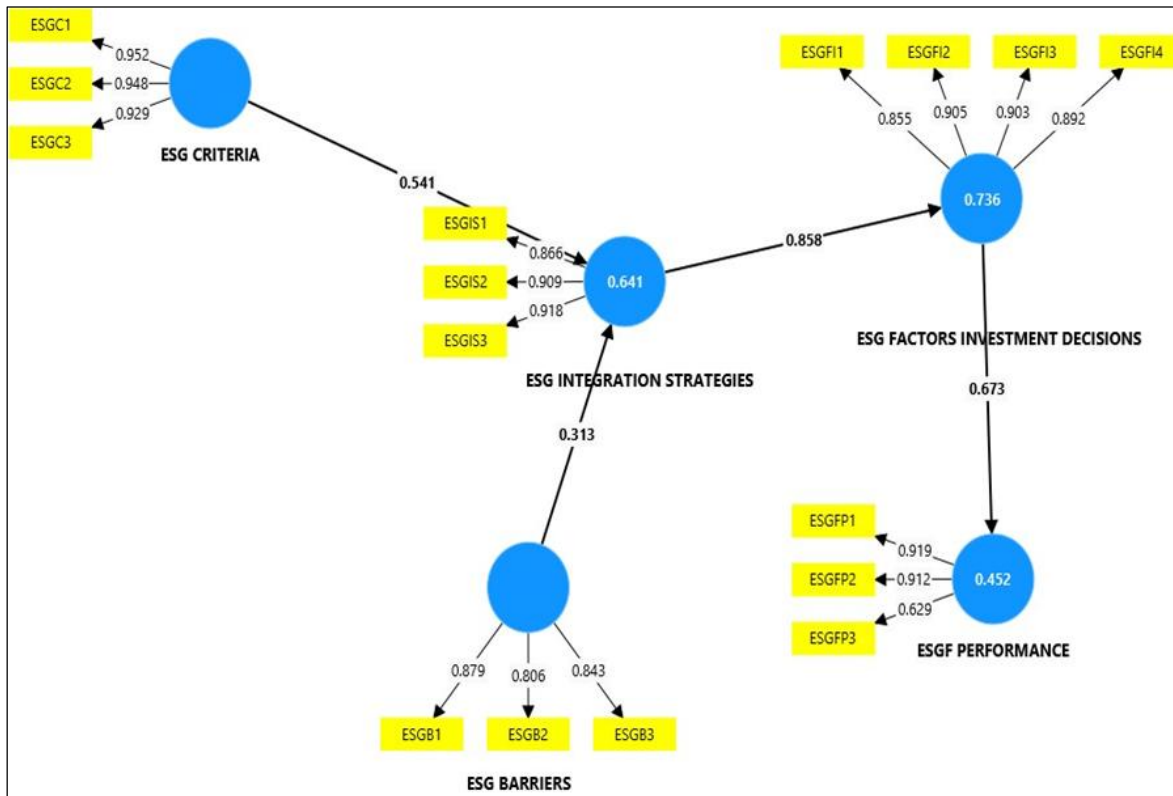 ESGC1
0.952
ESGC2
0.948
ESGC3
0.929
ESG CRITERIA
0.541
ESGFI1
ESGFI2
ESGFI3
ESGFI4
0.855
0.905
0.903
0.892
0.736
ESG FACTORS INVESTMENT DECISIONS
ESGIS1
0.866
ESGIS2
0.909
ESGIS3
0.918
0.641
ESG INTEGRATION STRATEGIES
0.858
0.673
0.313
ESGFP1
0.919
ESGFP2
0.912
ESGFP3
0.629
0.452
ESGF PERFORMANCE
0.879
0.806
0.843
ESGB1
ESGB2
ESGB3
ESG BARRIERS